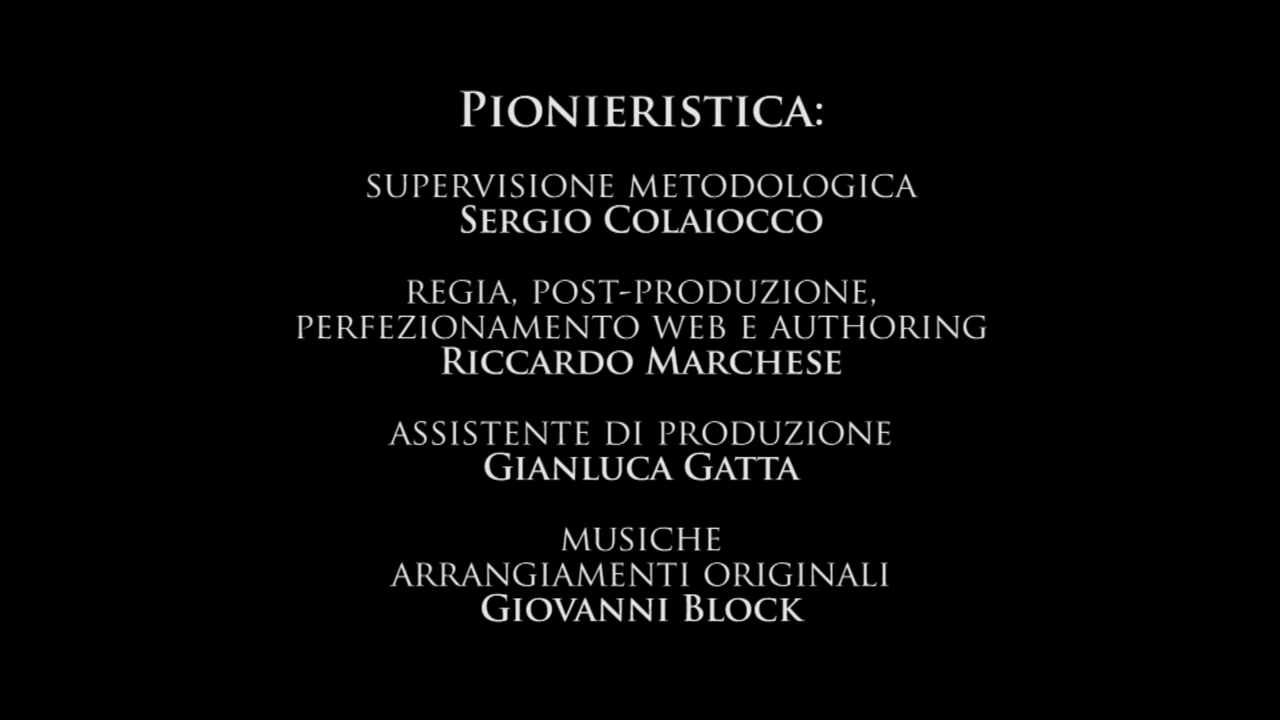 PIONIERISTICA:
SUPERVISIONE METODOLOGICA
SERGIO COLAIOCCO
REGIA, POST-PRODUZIONE,
PERFEZIONAMENTO WEB E AUTHORING
RICCARDO MARCHESE
ASSISTENTE DI PRODUZIONE
GIANLUCA GATTA
MUSICHE
ARRANGIAMENTI ORIGINALI
GIOVANNI BLOCK